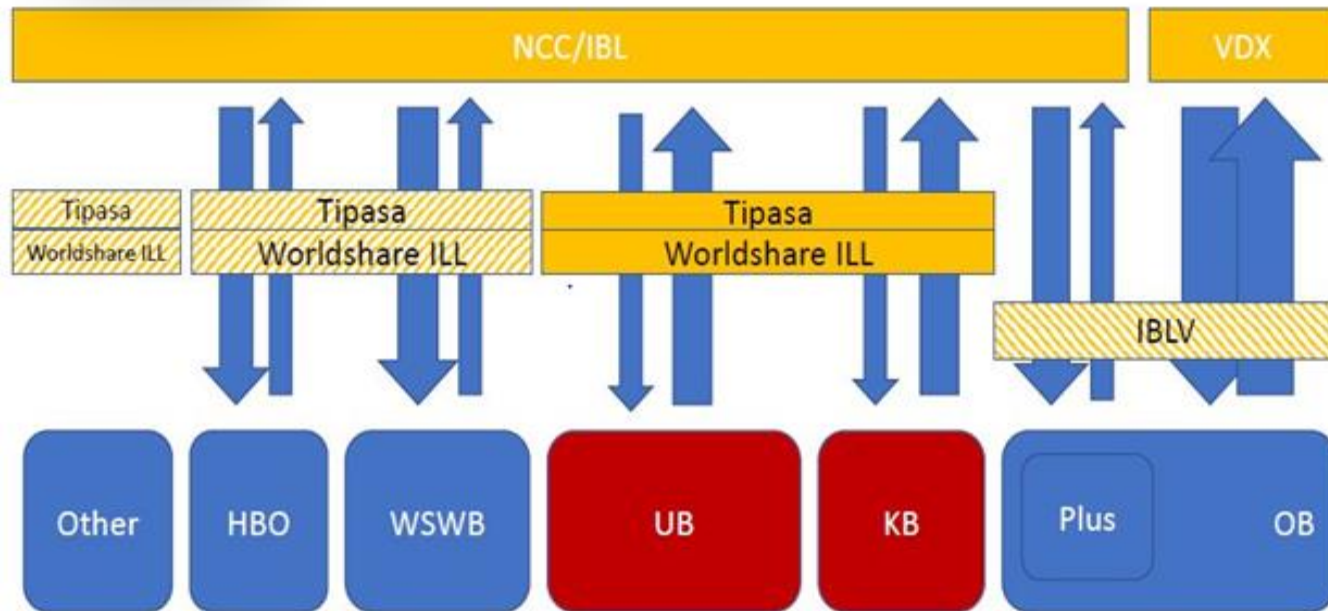 NCC/IBL
VDX
Tipasa
Worldshare ILL
Tipasa
Worldshare ILL
Tipasa
Worldshare ILL
IBLV
Other
HBO
WSWB
UB
KB
Plus
OB